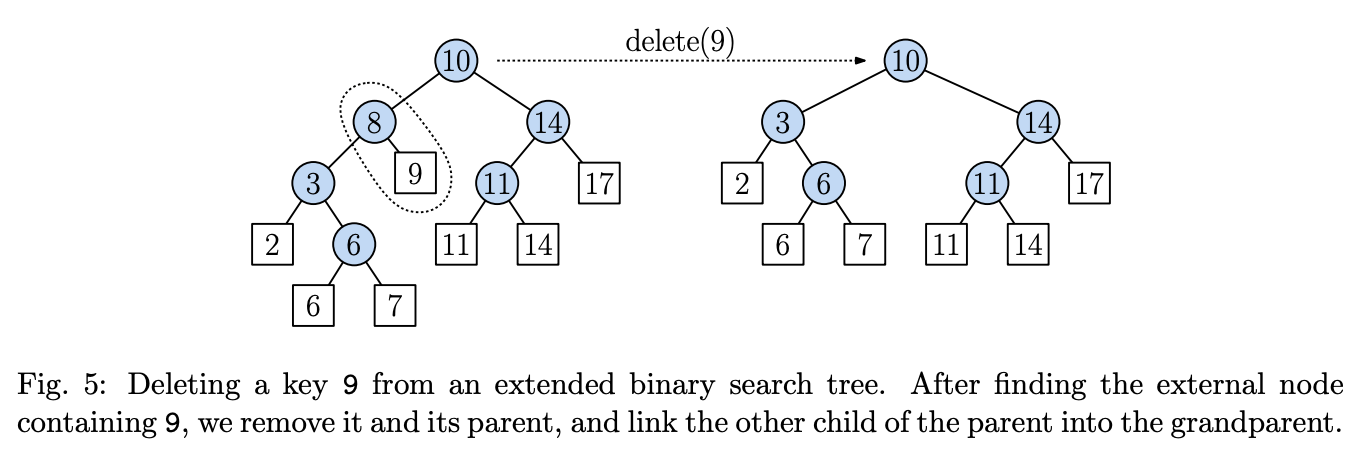 delete(9)
10 10
8 14 3 14
9
3 11 17 2 6 11 17
2 6 11 14 6 7 11 14
6 7
Fig. 5: Deleting a key 9 from an extended binary search tree. After finding the external node
containing 9, we remove it and its parent, and link the other child of the parent into the grandparent.